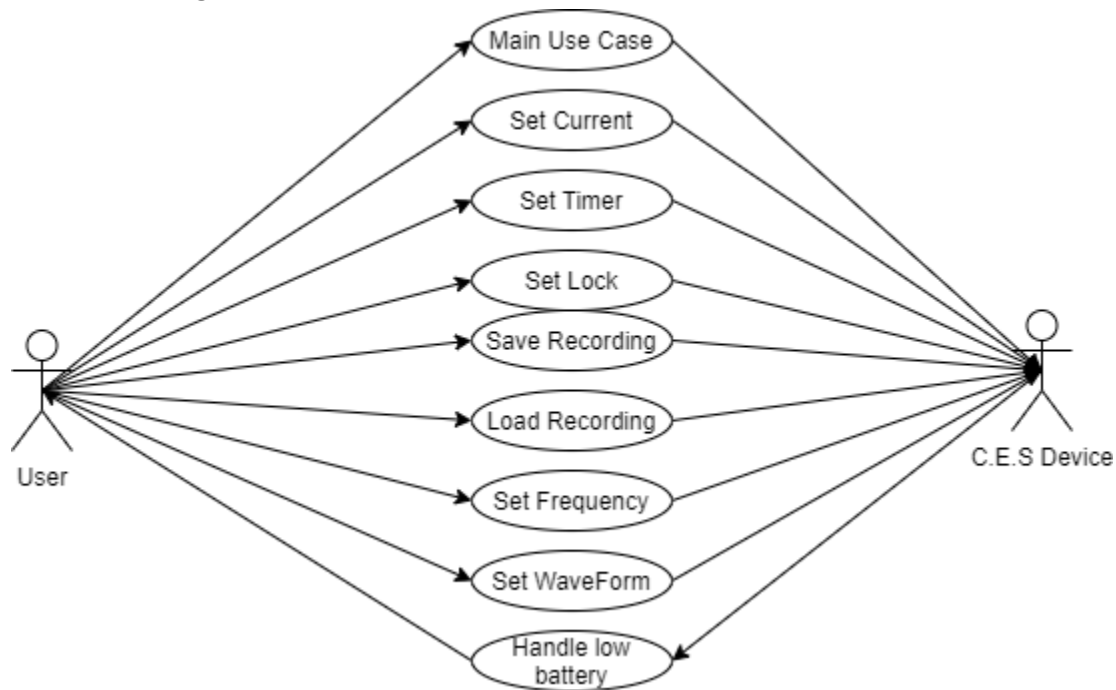 Main Use Case
Set Current
Set Timer
Set Lock
Save Recording
Load Recording
Set Frequency
Set WaveForm
Handle low
battery
User
C.E.S Device